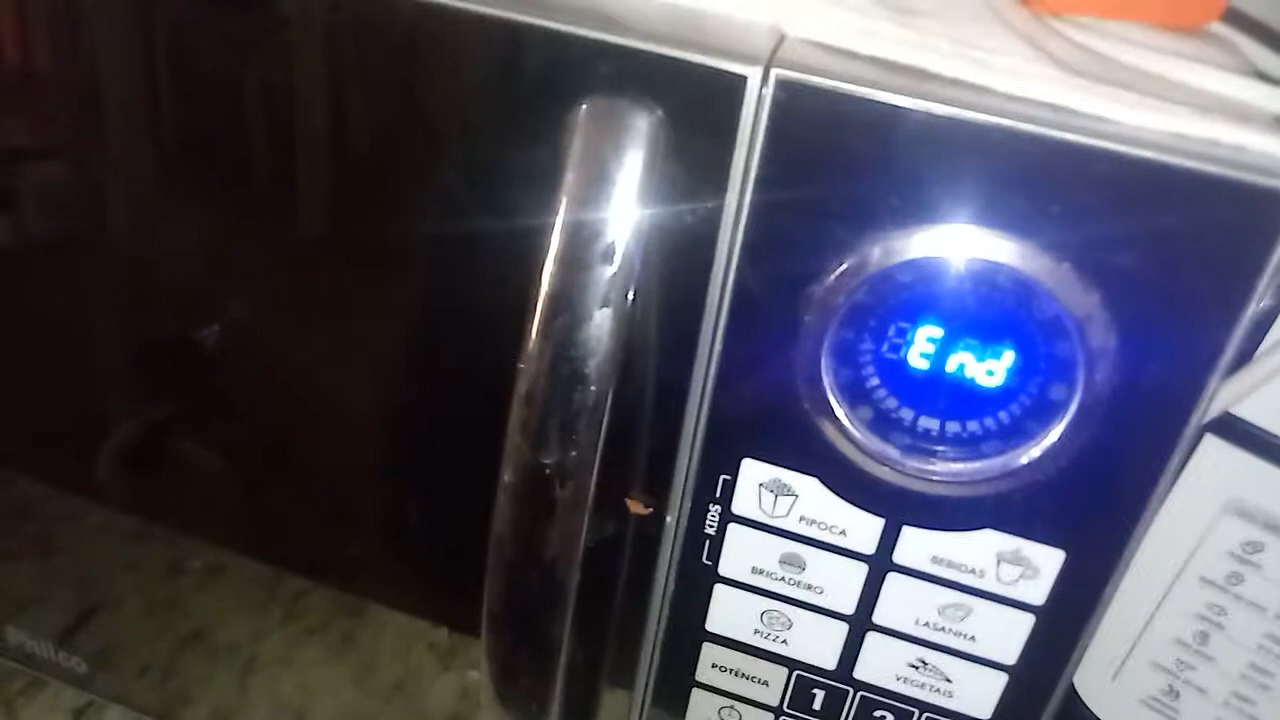 End
KIDS
PIPOCA
BEBIDAS
BRIGADEIRO
LASANHA
PIZZA
VEGETAIS
POTÊNCIA
1
2
Philco